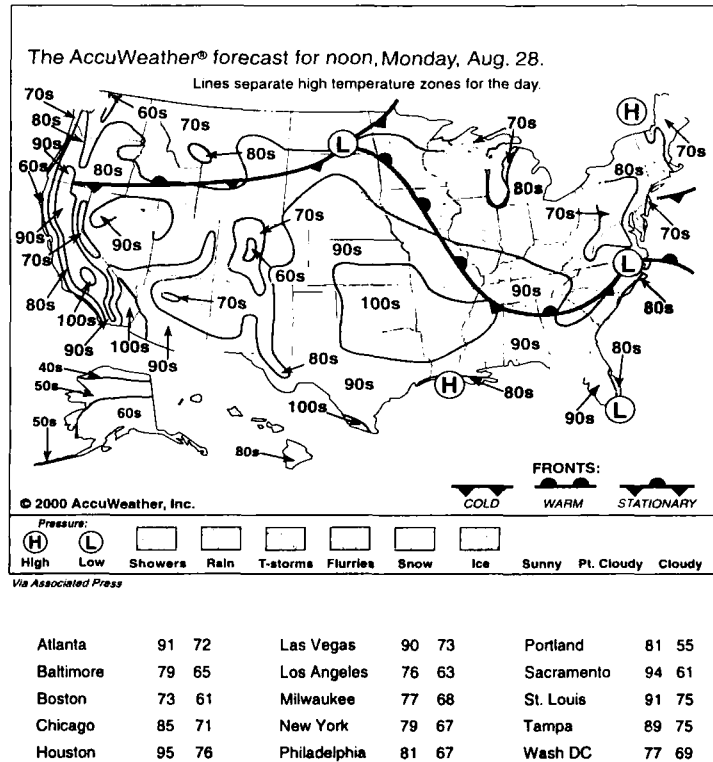 The AccuWeather® forecast for noon, Monday, Aug. 28.
Lines separate high temperature zones for the day.
70s
60s
70s
H
70s
80s
80s
L
90s
80s
80s
70s
60s
80s
70s
70s
90s
90s
70s
90s
70s
60s
100s
90s
L
80s
70s
80s
100s
90s
100s
90s
80s
90s
H
80s
80s
90s
L
40s
50s
60s
50s
100s
80s
FRONTS:
COLD WARM STATIONARY
© 2000 AccuWeather, Inc.
Pressure:
H L
High Low Showers Rain T-storms Flurries Snow Ice Sunny Pt. Cloudy Cloudy
Via Associated Press
Atlanta 91 72 Las Vegas 90 73 Portland 81 55
Baltimore 79 65 Los Angeles 76 63 Sacramento 94 61
Boston 73 61 Milwaukee 77 68 St. Louis 91 75
Chicago 85 71 New York 79 67 Tampa 89 75
Houston 95 76 Philadelphia 81 67 Wash DC 77 69